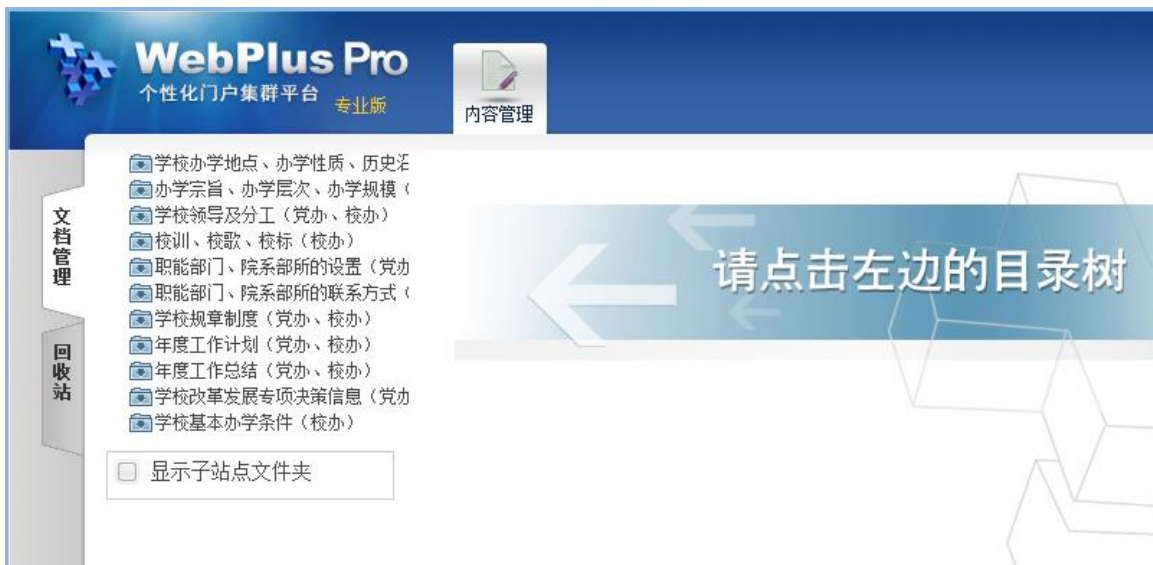 WebPlus Pro
个性化门户集群平台 专业版
内容管理
文档管理
回收站
学校办学地点、办学性质、历史沿
办学宗旨、办学层次、办学规模（
学校领导及分工（党办、校办）
校训、校歌、校标（校办）
职能部门、院系部所的设置（党办
职能部门、院系部所的联系方式（
学校规章制度（党办、校办）
年度工作计划（党办、校办）
年度工作总结（党办、校办）
学校改革发展专项决策信息（党办
学校基本办学条件（校办）
显示子站点文件夹
请点击左边的目录树